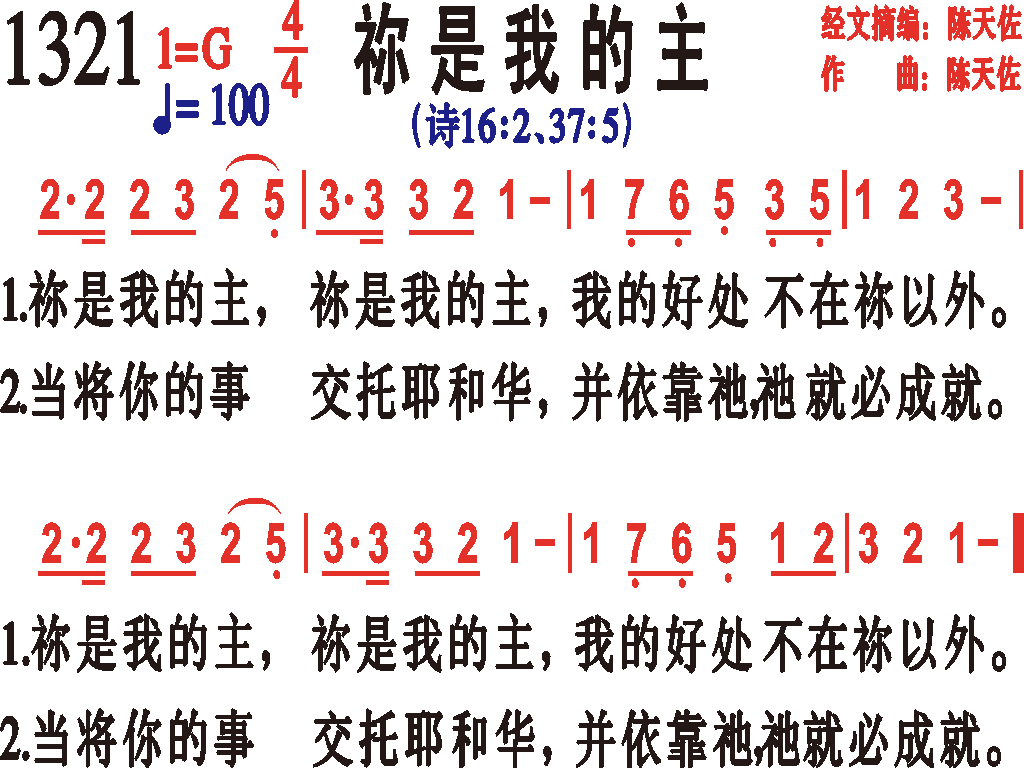 1321 1=G 4/4 祢是我的主 经文摘编：陈天佐
♩=100 (诗16:2、37:5) 作 曲：陈天佐
2·2 2 3 2 5 | 3·3 3 2 1 − | 1 7 6 5 3 5 | 1 2 3 − |
1.祢是我的主， 祢是我的主，我的好处 不在祢以外。
2.当将你的事 交托耶和华，并依靠祂，祂就必成就。
2·2 2 3 2 5 | 3·3 3 2 1 − | 1 7 6 5 1 2 | 3 2 1 −
1.祢是我的主， 祢是我的主，我的好处 不在祢以外。
2.当将你的事 交托耶和华，并依靠祂，祂就必成就。